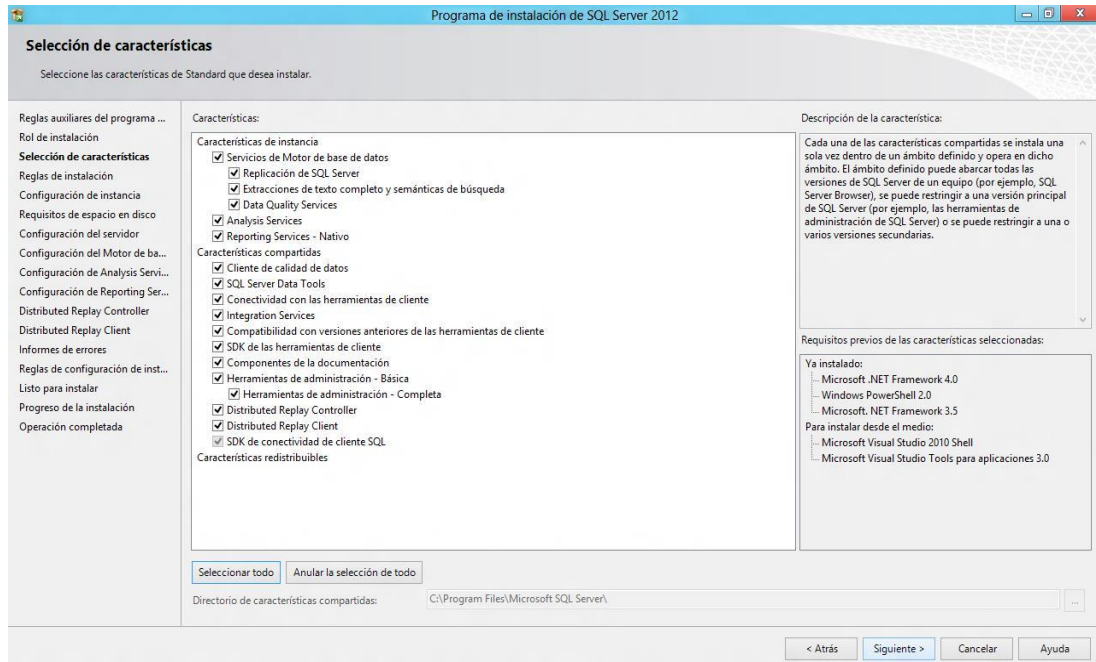 Programa de instalación de SQL Server 2012
Selección de características
Seleccione las características de Standard que desea instalar.
Reglas auxiliares del programa ...
Rol de instalación
Selección de características
Reglas de instalación
Configuración de instancia
Requisitos de espacio en disco
Configuración del servidor
Configuración del Motor de ba...
Configuración de Analysis Servi...
Configuración de Reporting Ser...
Distributed Replay Controller
Distributed Replay Client
Informes de errores
Reglas de configuración de inst...
Listo para instalar
Progreso de la instalación
Operación completada
Características:
Características de instancia
Servicios de Motor de base de datos
Replicación de SQL Server
Extracciones de texto completo y semánticas de búsqueda
Data Quality Services
Analysis Services
Reporting Services - Nativo
Características compartidas
Cliente de calidad de datos
SQL Server Data Tools
Conectividad con las herramientas de cliente
Integration Services
Compatibilidad con versiones anteriores de las herramientas de cliente
SDK de las herramientas de cliente
Componentes de la documentación
Herramientas de administración - Básica
Herramientas de administración - Completa
Distributed Replay Controller
Distributed Replay Client
SDK de conectividad de cliente SQL
Características redistribuibles
Descripción de la característica:
Cada una de las características compartidas se instala una
sola vez dentro de un ámbito definido y opera en dicho
ámbito. El ámbito definido puede abarcar todas las
versiones de SQL Server de un equipo (por ejemplo, SQL
Server Browser), se puede restringir a una versión principal
de SQL Server (por ejemplo, las herramientas de
administración de SQL Server) o se puede restringir a una o
varios versiones secundarias.
Requisitos previos de las características seleccionadas:
Ya instalado:
Microsoft .NET Framework 4.0
Windows PowerShell 2.0
Microsoft. NET Framework 3.5
Para instalar desde el medio:
Microsoft Visual Studio 2010 Shell
Microsoft Visual Studio Tools para aplicaciones 3.0
Seleccionar todo
Anular la selección de todo
Directorio de características compartidas:
C:\Program Files\Microsoft SQL Server\
...
< Atrás
Siguiente >
Cancelar
Ayuda